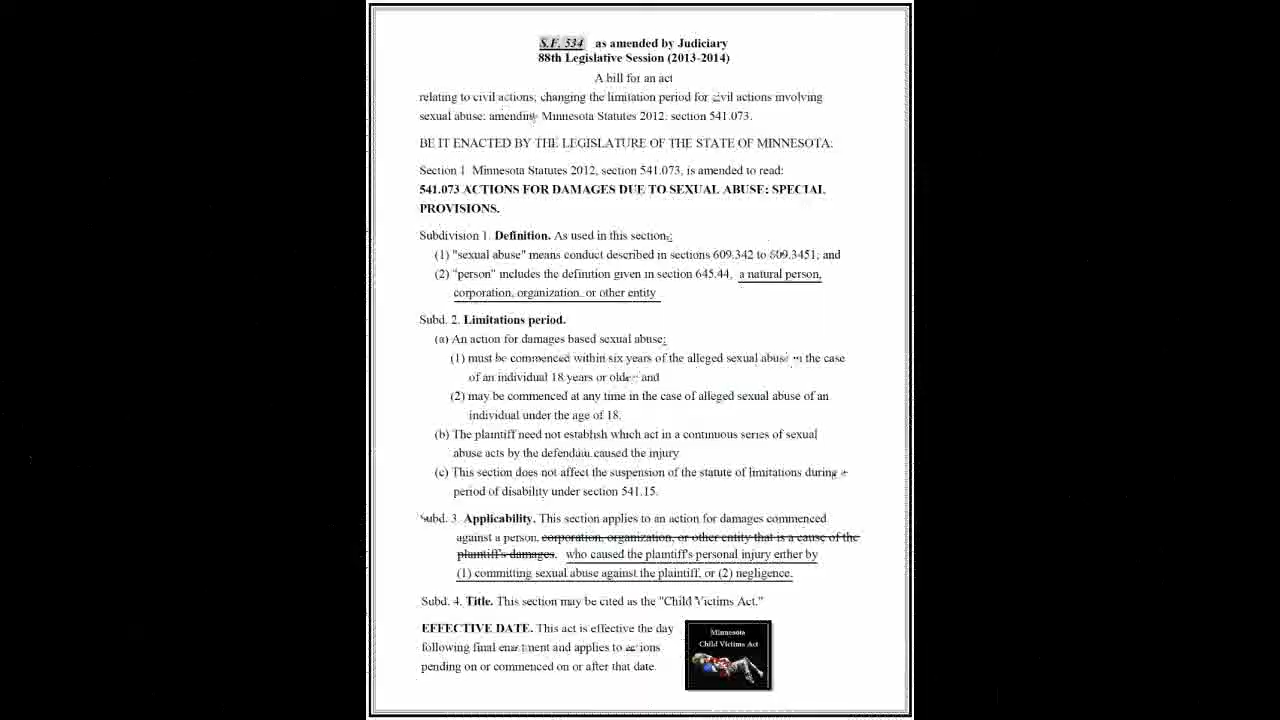 S.F. 534 as amended by Judiciary
88th Legislative Session (2013-2014)
A bill for an act
relating to civil actions; changing the limitation period for civil actions involving
sexual abuse; amending Minnesota Statutes 2012, section 541.073.
BE IT ENACTED BY THE LEGISLATURE OF THE STATE OF MINNESOTA:
Section 1 Minnesota Statutes 2012, section 541.073, is amended to read:
541.073 ACTIONS FOR DAMAGES DUE TO SEXUAL ABUSE; SPECIAL
PROVISIONS.
Subdivision 1. Definition. As used in this section:
(1) "sexual abuse" means conduct described in sections 609.342 to 609.3451; and
(2) "person" includes the definition given in section 645.44, a natural person,
corporation, organization, or other entity
Subd. 2. Limitations period.
(a) An action for damages based sexual abuse:
(1) must be commenced within six years of the alleged sexual abuse in the case
of an individual 18 years or older and
(2) may be commenced at any time in the case of alleged sexual abuse of an
individual under the age of 18.
(b) The plaintiff need not establish which act in a continuous series of sexual
abuse acts by the defendant caused the injury
(c) This section does not affect the suspension of the statute of limitations during a
period of disability under section 541.15.
Subd. 3. Applicability. This section applies to an action for damages commenced
against a person, corporation, organization, or other entity that is a cause of the
plaintiff's damages. who caused the plaintiff's personal injury either by
(1) committing sexual abuse against the plaintiff, or (2) negligence.
Subd. 4. Title. This section may be cited as the "Child Victims Act."
EFFECTIVE DATE. This act is effective the day
following final enactment and applies to actions
pending on or commenced on or after that date.
Minnesota
Child Victims Act